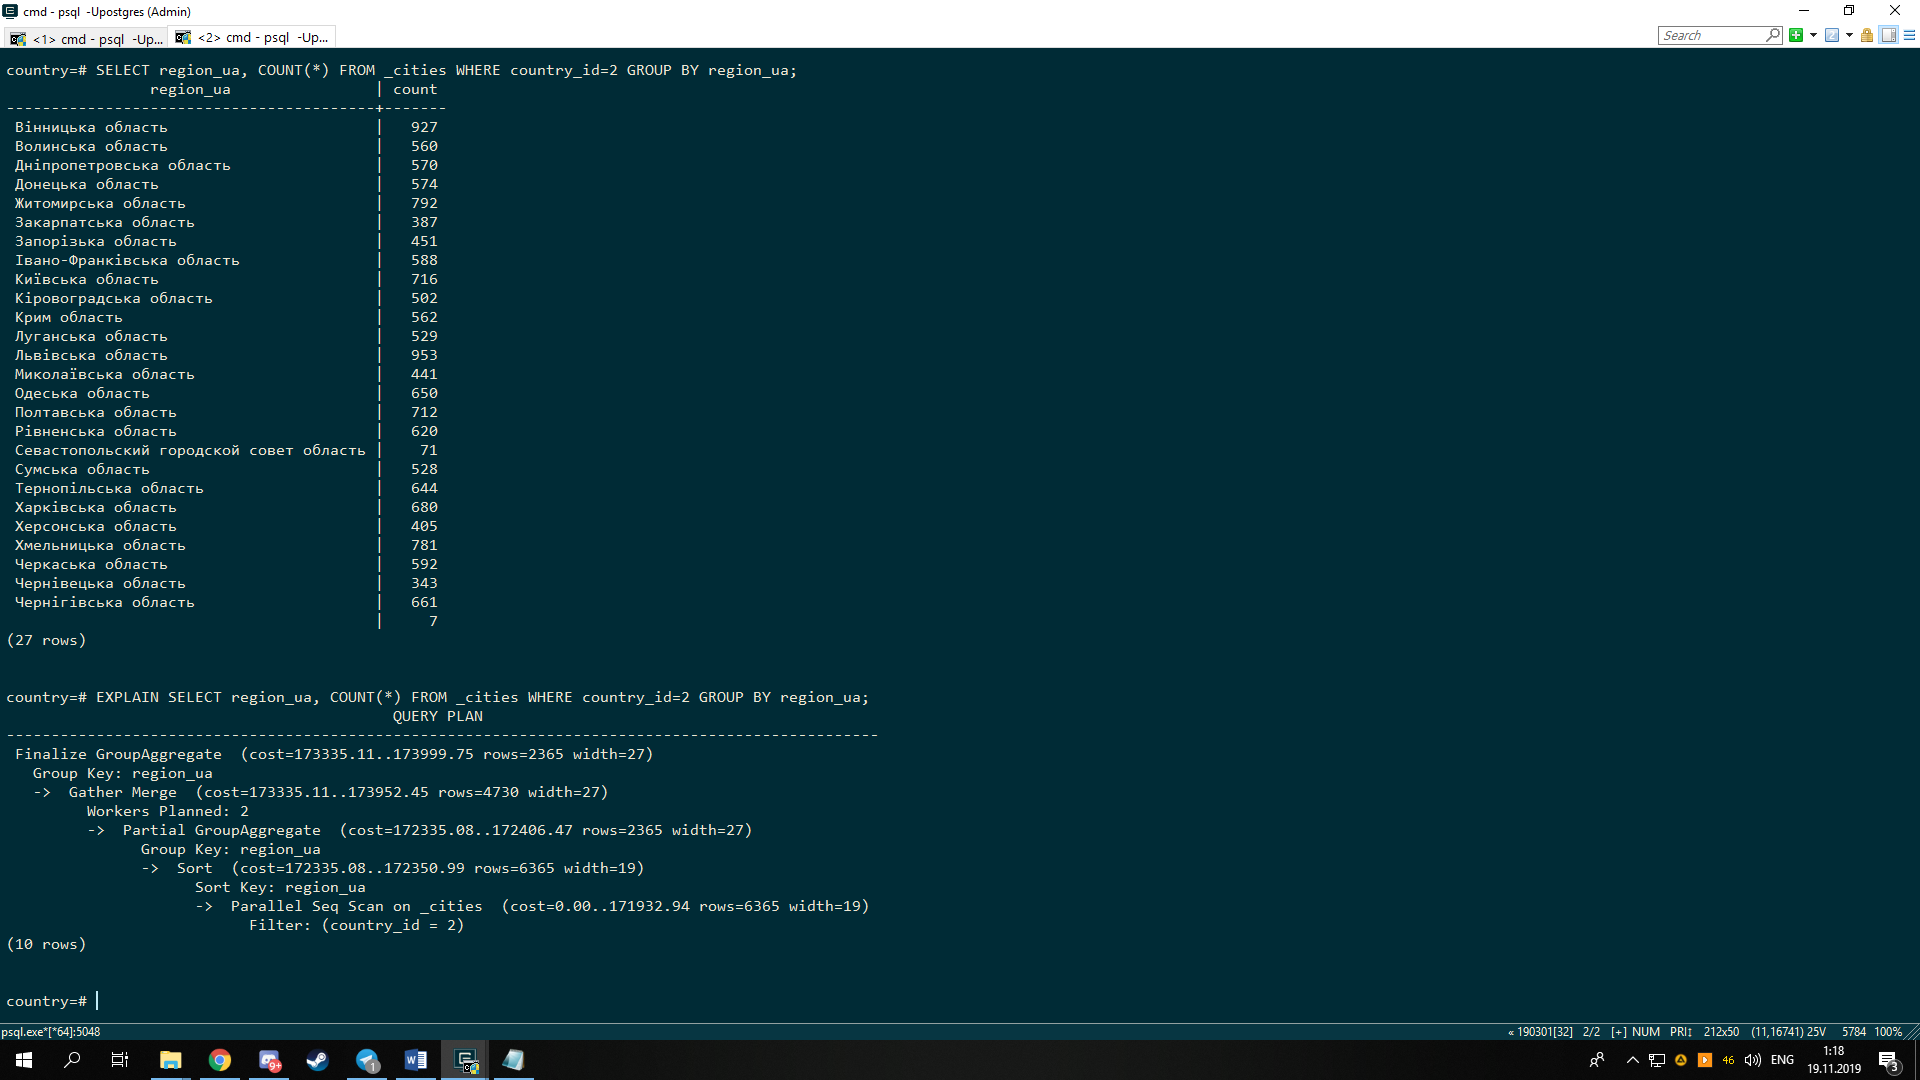 cmd - psql -Upostgres (Admin)
<1> cmd - psql -Up...
<2> cmd - psql -Up...
Search
country=# SELECT region_ua, COUNT(*) FROM _cities WHERE country_id=2 GROUP BY region_ua;
region_ua | count
-----------------------------------------+-------
Вінницька область | 927
Волинська область | 560
Дніпропетровська область | 570
Донецька область | 574
Житомирська область | 792
Закарпатська область | 387
Запорізька область | 451
Івано-Франківська область | 588
Київська область | 716
Кіровоградська область | 502
Крим область | 562
Луганська область | 529
Львівська область | 953
Миколаївська область | 441
Одеська область | 650
Полтавська область | 712
Рівненська область | 620
Севастопольский городской совет область | 71
Сумська область | 528
Тернопільська область | 644
Харківська область | 680
Херсонська область | 405
Хмельницька область | 781
Черкаська область | 592
Чернівецька область | 343
Чернігівська область | 661
| 7
(27 rows)
country=# EXPLAIN SELECT region_ua, COUNT(*) FROM _cities WHERE country_id=2 GROUP BY region_ua;
QUERY PLAN
-------------------------------------------------------------------------------------------------
Finalize GroupAggregate (cost=173335.11..173999.75 rows=2365 width=27)
Group Key: region_ua
-> Gather Merge (cost=173335.11..173952.45 rows=4730 width=27)
Workers Planned: 2
-> Partial GroupAggregate (cost=172335.08..172406.47 rows=2365 width=27)
Group Key: region_ua
-> Sort (cost=172335.08..172350.99 rows=6365 width=19)
Sort Key: region_ua
-> Parallel Seq Scan on _cities (cost=0.00..171932.94 rows=6365 width=19)
Filter: (country_id = 2)
(10 rows)
country=#
psql.exe*[*64]:5048
« 190301[32] 2/2 [+] NUM PRI↕ 212x50 (11,16741) 25V 5784 100%
9+
1
46
ENG
1:18
19.11.2019
3